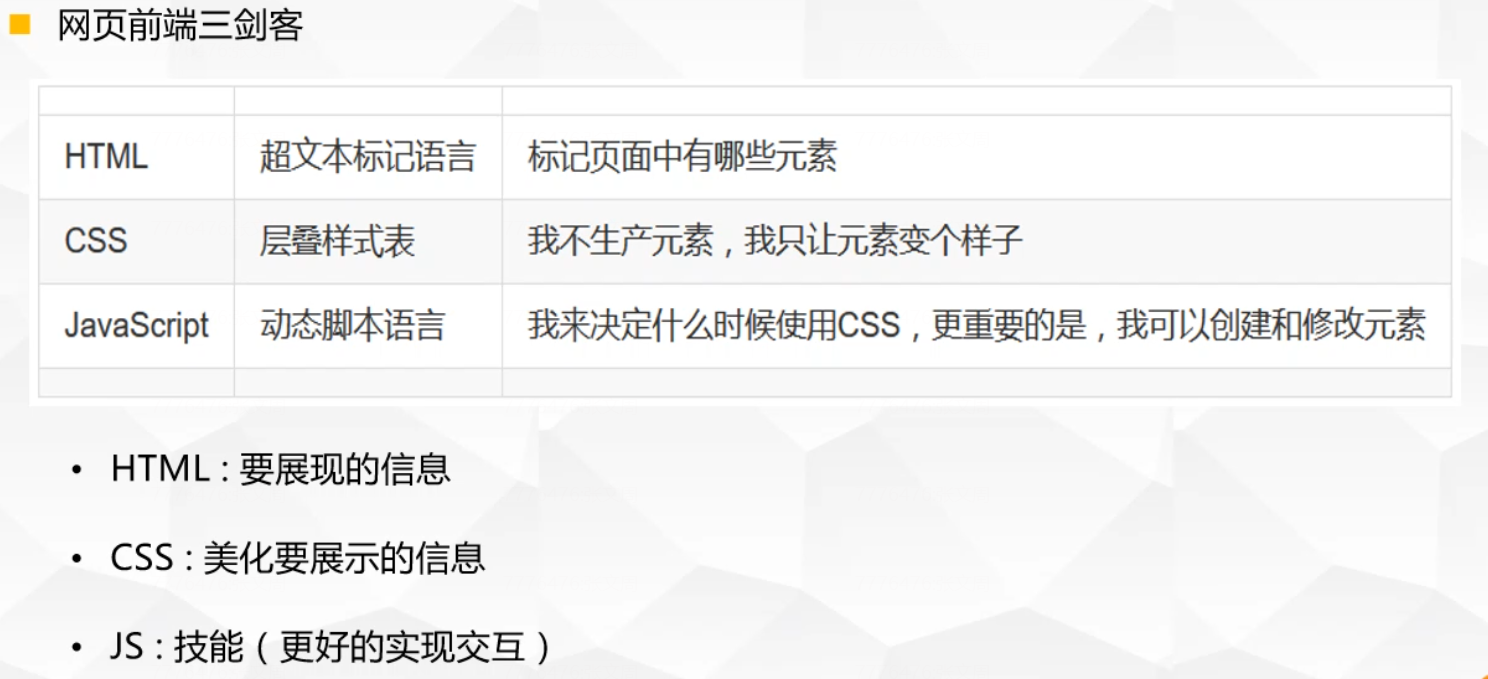 网页前端三剑客
HTML 超文本标记语言 标记页面中有哪些元素
CSS 层叠样式表 我不生产元素，我只让元素变个样子
JavaScript 动态脚本语言 我来决定什么时候使用CSS，更重要的是，我可以创建和修改元素
• HTML：要展现的信息
• CSS：美化要展示的信息
• JS：技能（更好的实现交互）